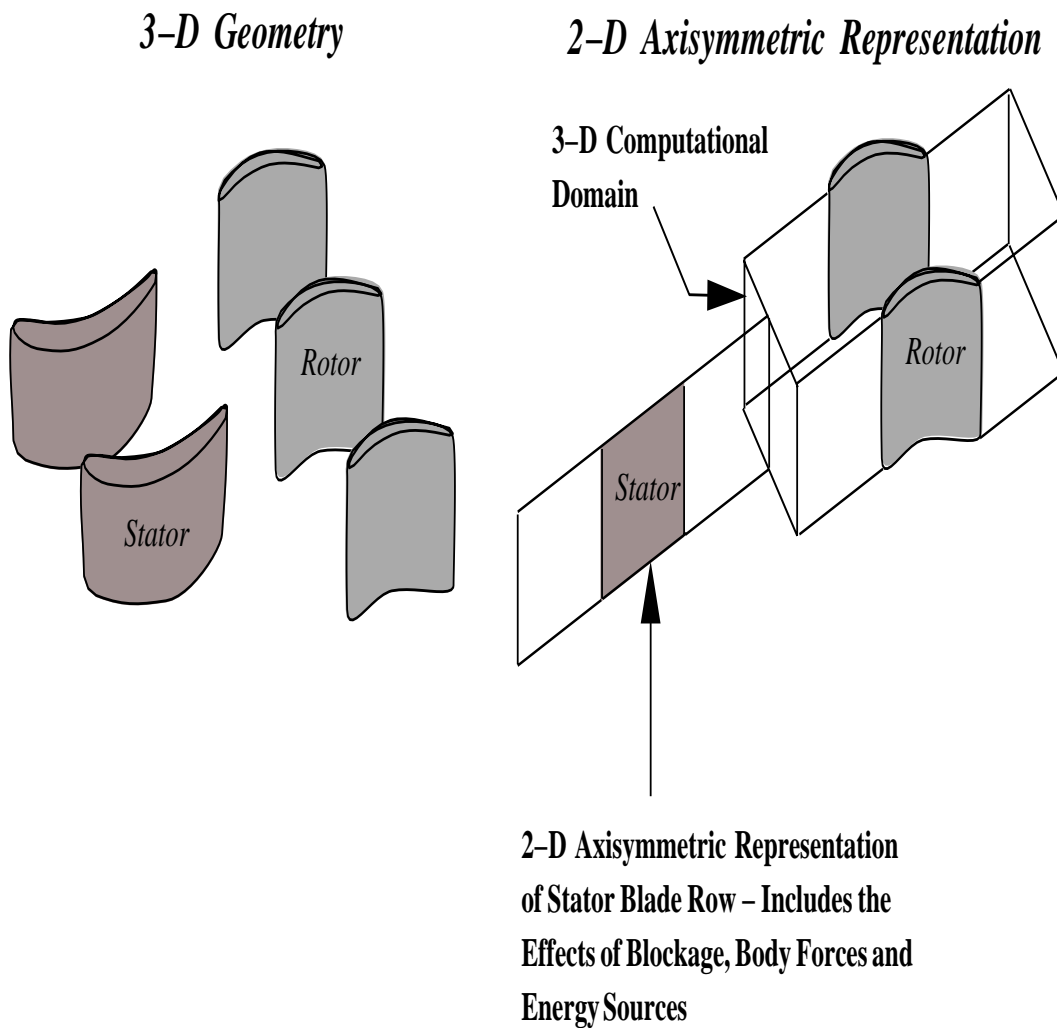 3–D Geometry
2–D Axisymmetric Representation
3–D Computational
Domain
Rotor
Stator
Rotor
Stator
2–D Axisymmetric Representation
of Stator Blade Row – Includes the
Effects of Blockage, Body Forces and
Energy Sources